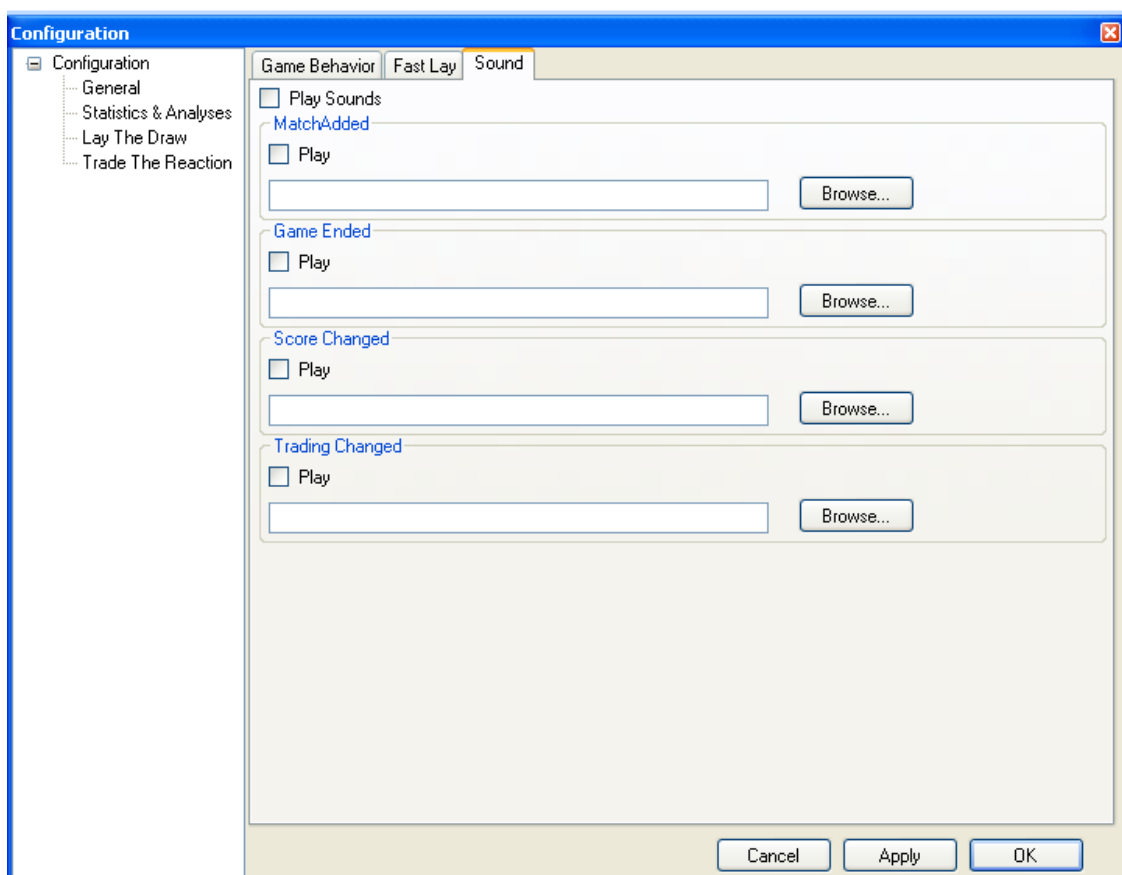 Configuration
Configuration
General
Statistics & Analyses
Lay The Draw
Trade The Reaction
Game Behavior Fast Lay Sound
Play Sounds
MatchAdded
Play
Browse...
Game Ended
Play
Browse...
Score Changed
Play
Browse...
Trading Changed
Play
Browse...
Cancel Apply OK